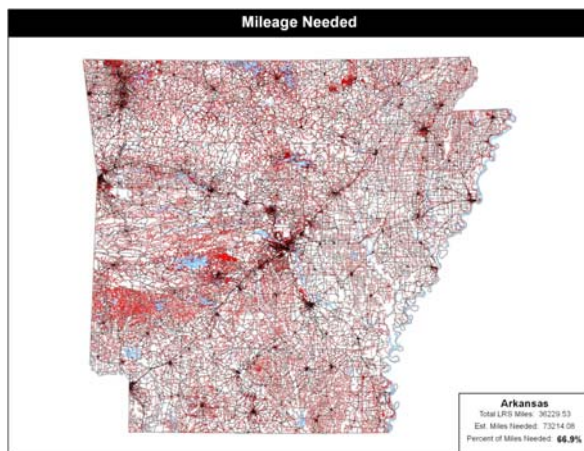 Mileage Needed
Arkansas
Total LRS Miles: 36229.53
Est. Miles Needed: 73214.08
Percent of Miles Needed: 66.9%